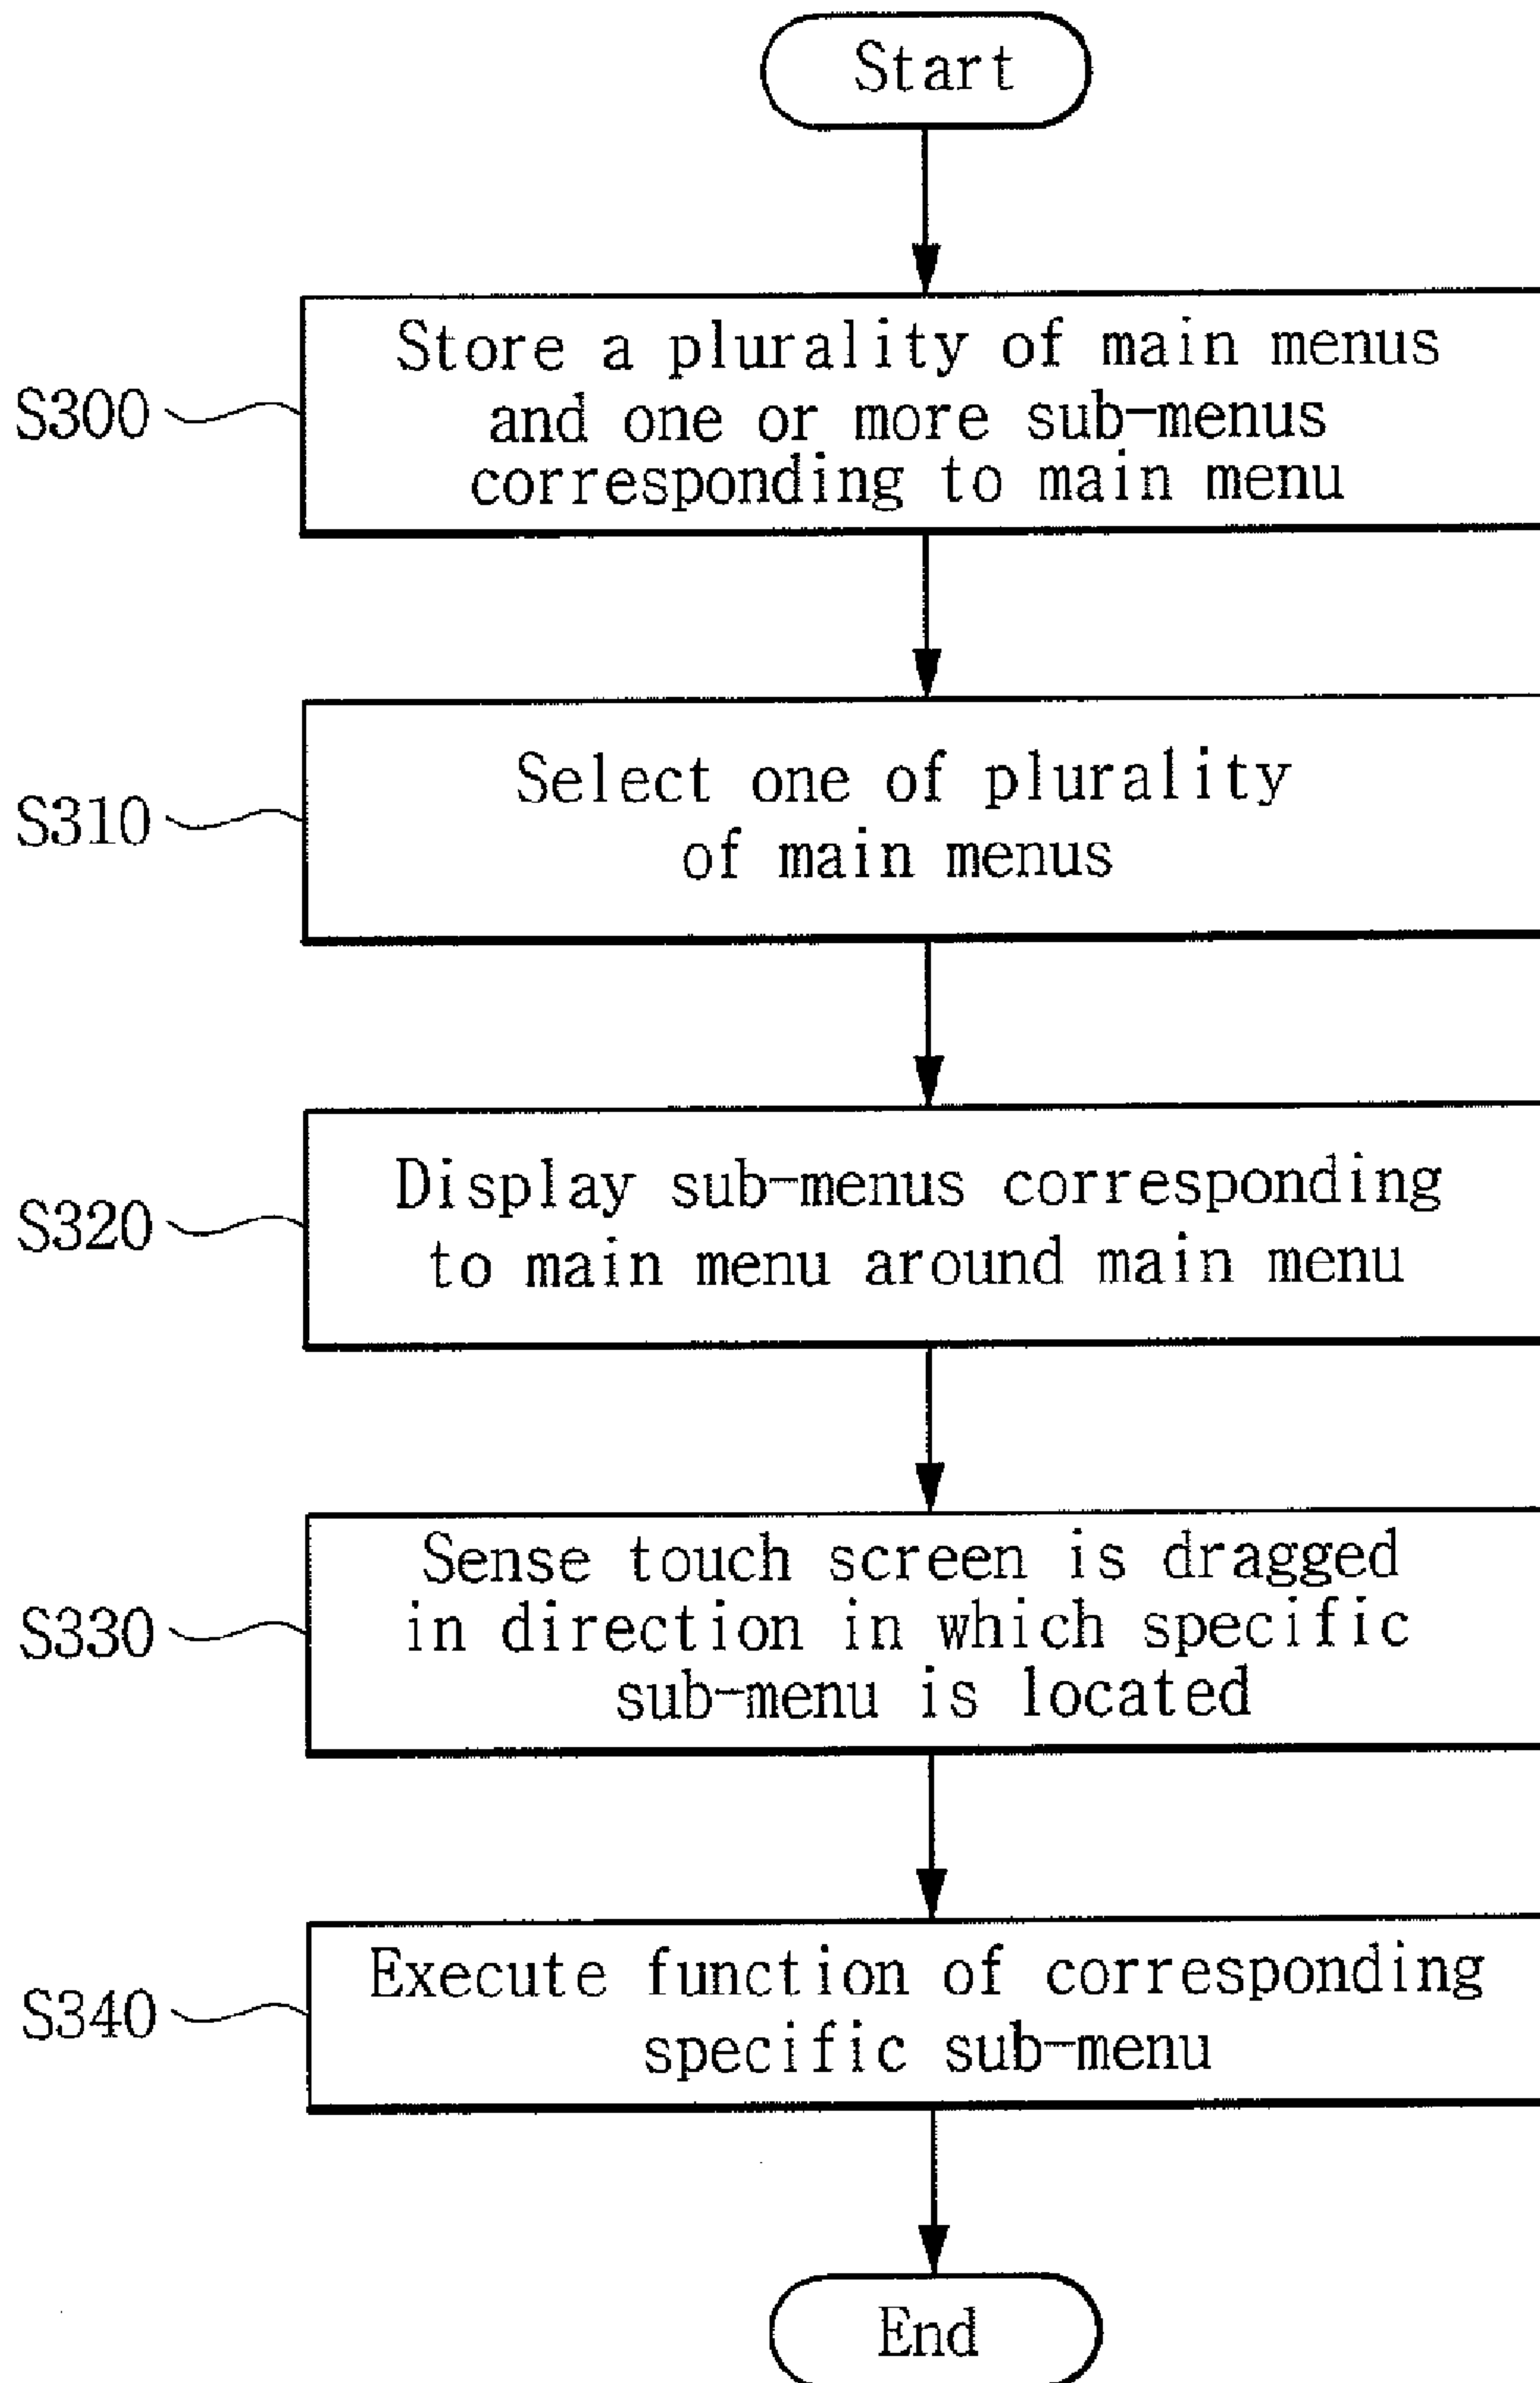 Start
S300
Store a plurality of main menus
and one or more sub-menus
corresponding to main menu
S310
Select one of plurality
of main menus
S320
Display sub-menus corresponding
to main menu around main menu
S330
Sense touch screen is dragged
in direction in which specific
sub-menu is located
S340
Execute function of corresponding
specific sub-menu
End